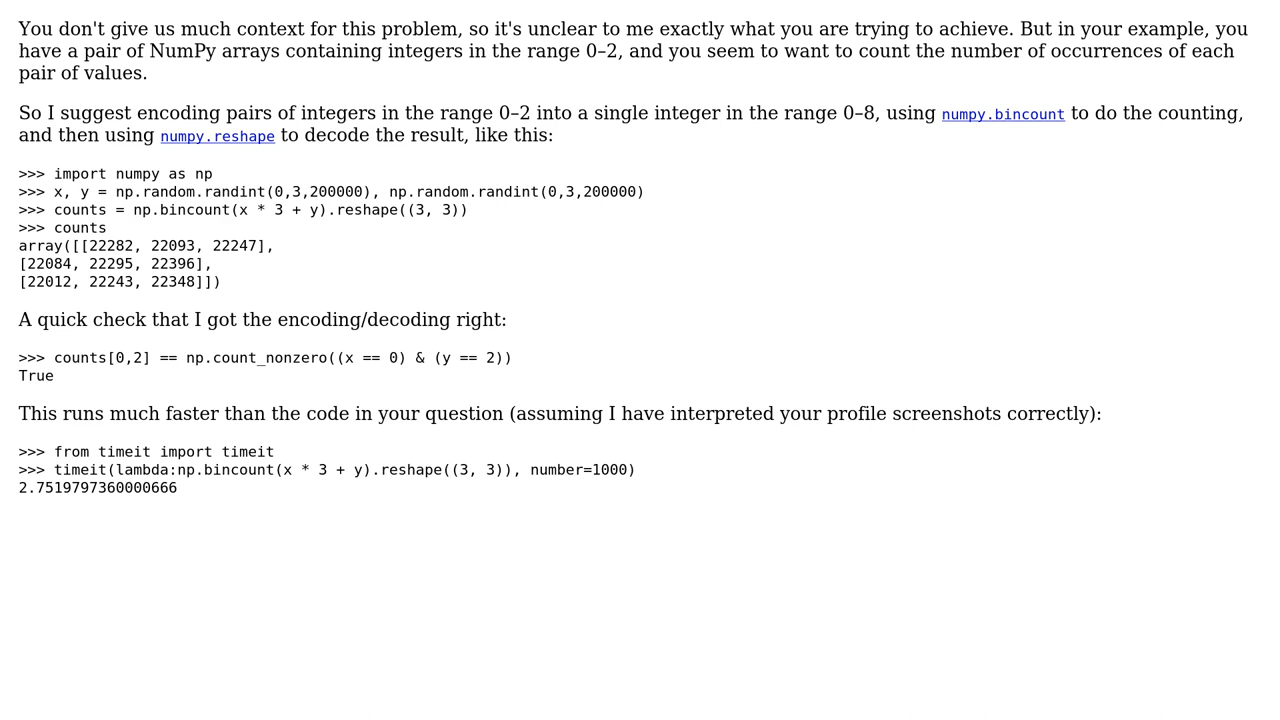 You don't give us much context for this problem, so it's unclear to me exactly what you are trying to achieve. But in your example, you
have a pair of NumPy arrays containing integers in the range 0–2, and you seem to want to count the number of occurrences of each
pair of values.
So I suggest encoding pairs of integers in the range 0–2 into a single integer in the range 0–8, using numpy.bincount to do the counting,
and then using numpy.reshape to decode the result, like this:
>>> import numpy as np
>>> x, y = np.random.randint(0,3,200000), np.random.randint(0,3,200000)
>>> counts = np.bincount(x * 3 + y).reshape((3, 3))
>>> counts
array([[22282, 22093, 22247],
[22084, 22295, 22396],
[22012, 22243, 22348]])
A quick check that I got the encoding/decoding right:
>>> counts[0,2] == np.count_nonzero((x == 0) & (y == 2))
True
This runs much faster than the code in your question (assuming I have interpreted your profile screenshots correctly):
>>> from timeit import timeit
>>> timeit(lambda:np.bincount(x * 3 + y).reshape((3, 3)), number=1000)
2.7519797360000666